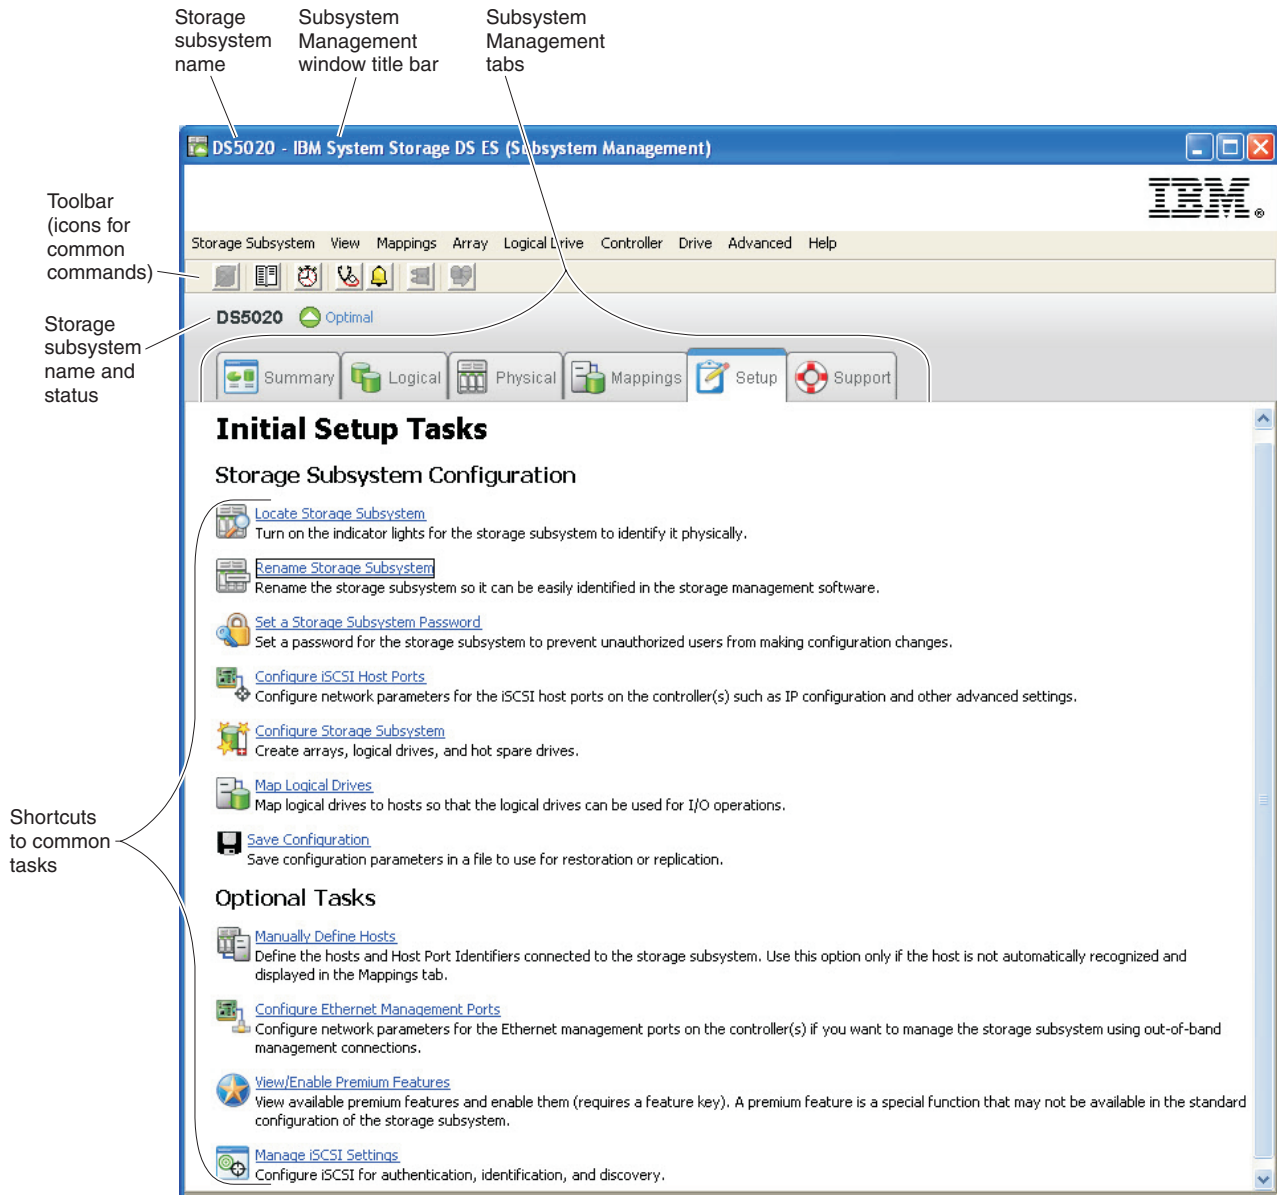 Storage
subsystem
name
Subsystem
Management
window title bar
Subsystem
Management
tabs
DS5020 - IBM System Storage DS ES (Subsystem Management)
IBM®
Toolbar
(icons for
common
commands)
Storage Subsystem View Mappings Array Logical Drive Controller Drive Advanced Help
Storage
subsystem
name and
status
DS5020 Optimal
Summary Logical Physical Mappings Setup Support
Initial Setup Tasks
Storage Subsystem Configuration
Locate Storage Subsystem
Turn on the indicator lights for the storage subsystem to identify it physically.
Rename Storage Subsystem
Rename the storage subsystem so it can be easily identified in the storage management software.
Set a Storage Subsystem Password
Set a password for the storage subsystem to prevent unauthorized users from making configuration changes.
Configure iSCSI Host Ports
Configure network parameters for the iSCSI host ports on the controller(s) such as IP configuration and other advanced settings.
Configure Storage Subsystem
Create arrays, logical drives, and hot spare drives.
Map Logical Drives
Map logical drives to hosts so that the logical drives can be used for I/O operations.
Shortcuts
to common
tasks
Save Configuration
Save configuration parameters in a file to use for restoration or replication.
Optional Tasks
Manually Define Hosts
Define the hosts and Host Port Identifiers connected to the storage subsystem. Use this option only if the host is not automatically recognized and
displayed in the Mappings tab.
Configure Ethernet Management Ports
Configure network parameters for the Ethernet management ports on the controller(s) if you want to manage the storage subsystem using out-of-band
management connections.
View/Enable Premium Features
View available premium features and enable them (requires a feature key). A premium feature is a special function that may not be available in the standard
configuration of the storage subsystem.
Manage iSCSI Settings
Configure iSCSI for authentication, identification, and discovery.